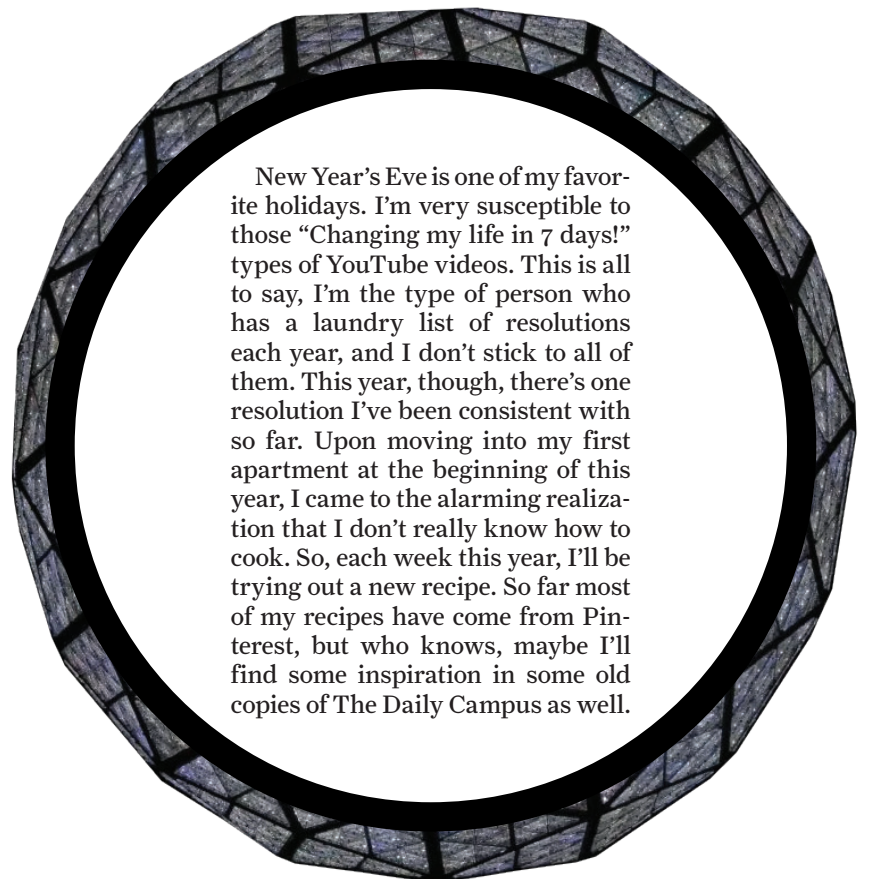 New Year’s Eve is one of my favor-
ite holidays. I’m very susceptible to
those “Changing my life in 7 days!”
types of YouTube videos. This is all
to say, I’m the type of person who
has a laundry list of resolutions
each year, and I don’t stick to all of
them. This year, though, there’s one
resolution I’ve been consistent with
so far. Upon moving into my first
apartment at the beginning of this
year, I came to the alarming realiza-
tion that I don’t really know how to
cook. So, each week this year, I’ll be
trying out a new recipe. So far most
of my recipes have come from Pin-
terest, but who knows, maybe I’ll
find some inspiration in some old
copies of The Daily Campus as well.